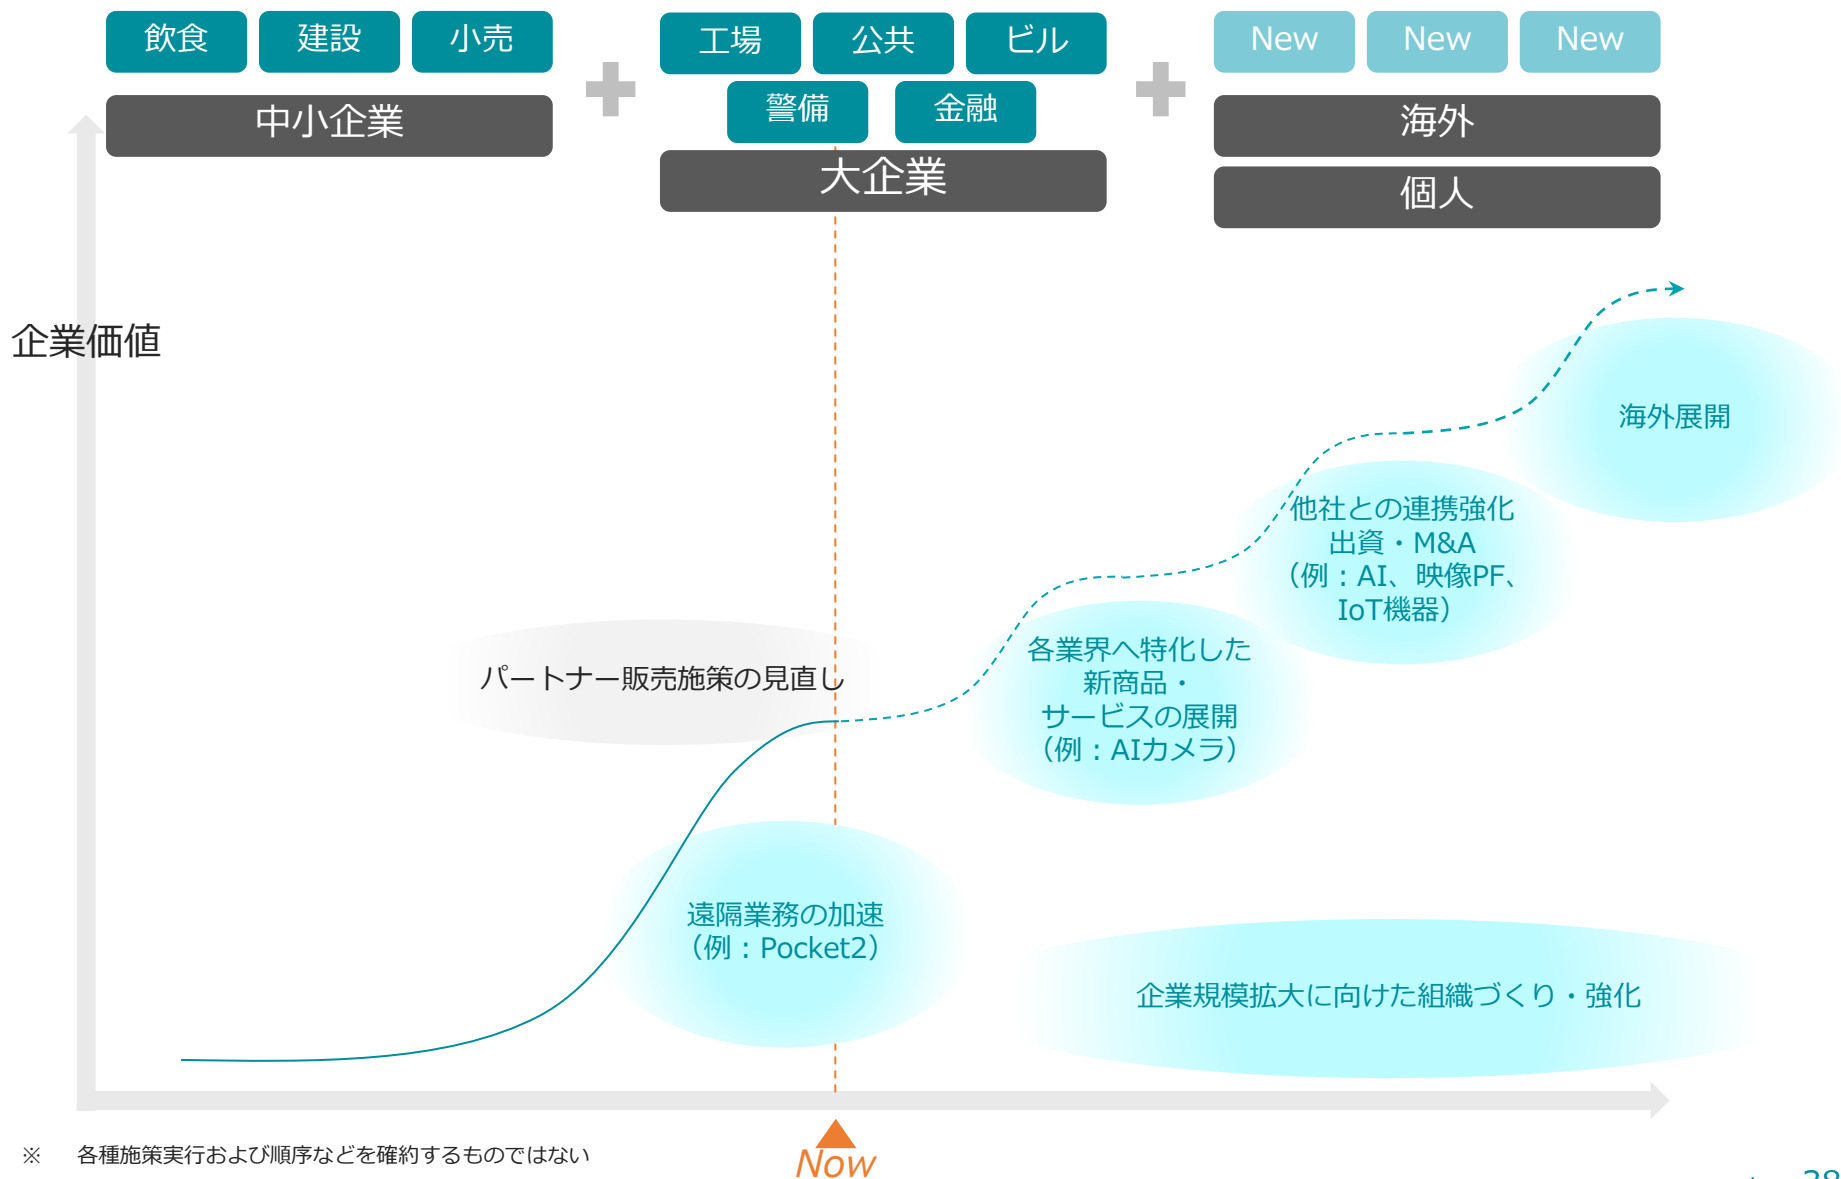 飲食
建設
小売
中小企業
工場
公共
ビル
警備
金融
大企業
New
New
New
海外
個人
企業価値
海外展開
他社との連携強化
出資・M&A
（例：AI、映像PF、
IoT機器）
各業界へ特化した
新商品・
サービスの展開
（例：AIカメラ）
パートナー販売施策の見直し
遠隔業務の加速
（例：Pocket2）
企業規模拡大に向けた組織づくり・強化
Now
※ 各種施策実行および順序などを確約するものではない